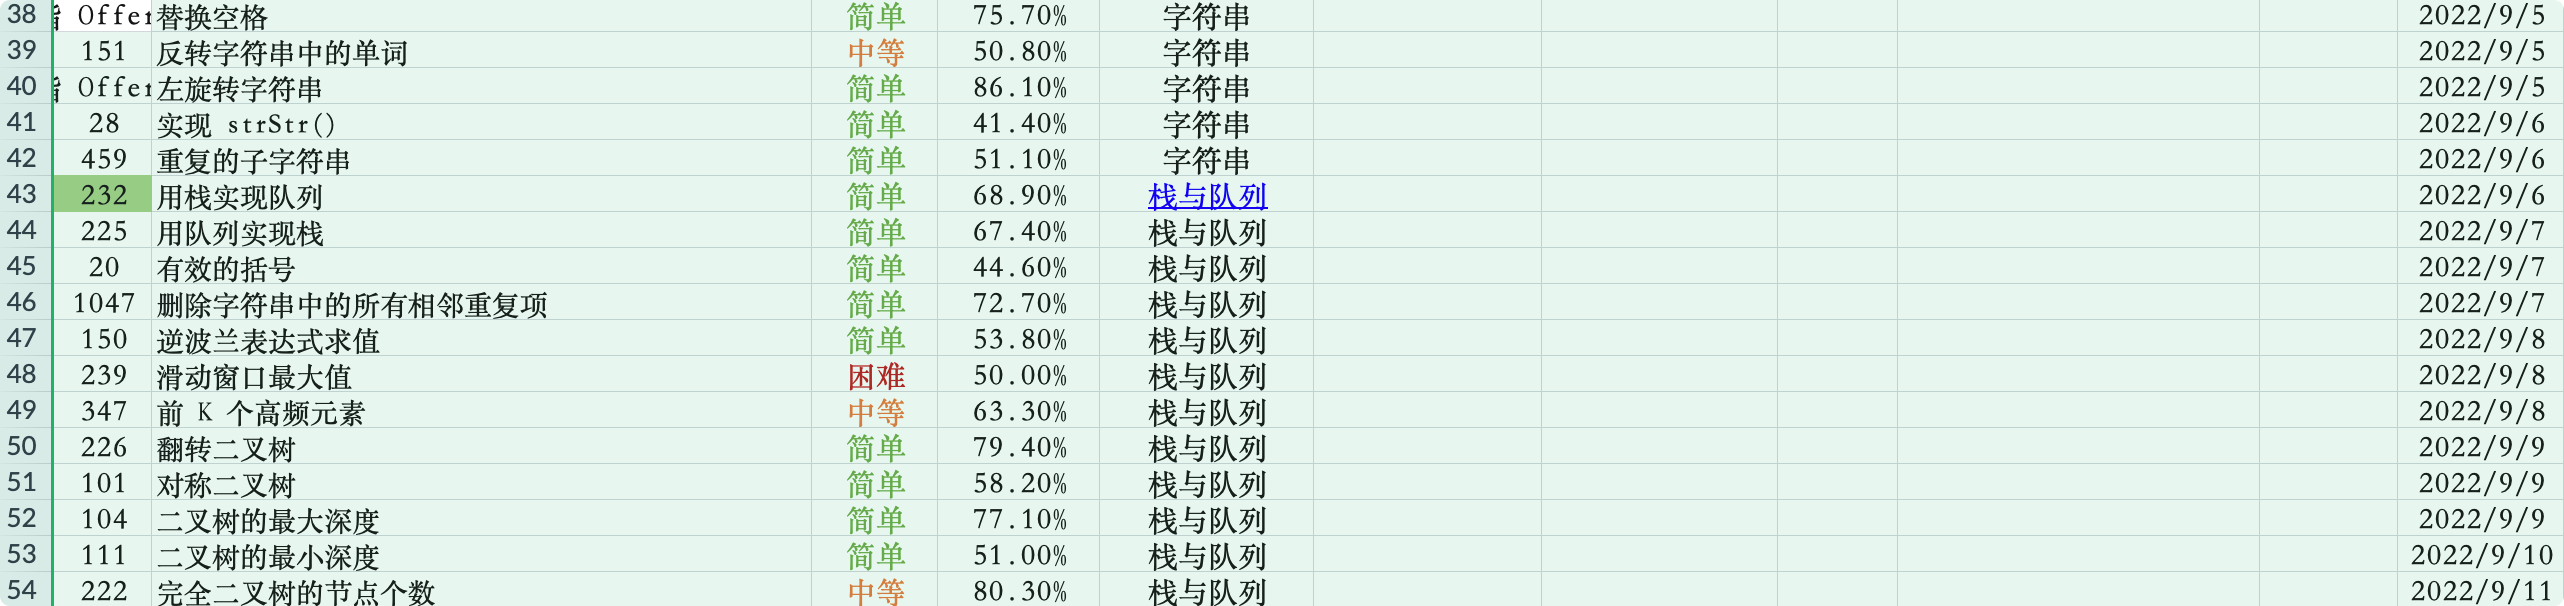 38 Offer 替换空格 简单 75.70% 字符串 2022/9/5
39 151 反转字符串中的单词 中等 50.80% 字符串 2022/9/5
40 Offer 左旋转字符串 简单 86.10% 字符串 2022/9/5
41 28 实现 strStr() 简单 41.40% 字符串 2022/9/6
42 459 重复的子字符串 简单 51.10% 字符串 2022/9/6
43 232 用栈实现队列 简单 68.90% 栈与队列 2022/9/6
44 225 用队列实现栈 简单 67.40% 栈与队列 2022/9/7
45 20 有效的括号 简单 44.60% 栈与队列 2022/9/7
46 1047 删除字符串中的所有相邻重复项 简单 72.70% 栈与队列 2022/9/7
47 150 逆波兰表达式求值 简单 53.80% 栈与队列 2022/9/8
48 239 滑动窗口最大值 困难 50.00% 栈与队列 2022/9/8
49 347 前 K 个高频元素 中等 63.30% 栈与队列 2022/9/8
50 226 翻转二叉树 简单 79.40% 栈与队列 2022/9/9
51 101 对称二叉树 简单 58.20% 栈与队列 2022/9/9
52 104 二叉树的最大深度 简单 77.10% 栈与队列 2022/9/9
53 111 二叉树的最小深度 简单 51.00% 栈与队列 2022/9/10
54 222 完全二叉树的节点个数 中等 80.30% 栈与队列 2022/9/11